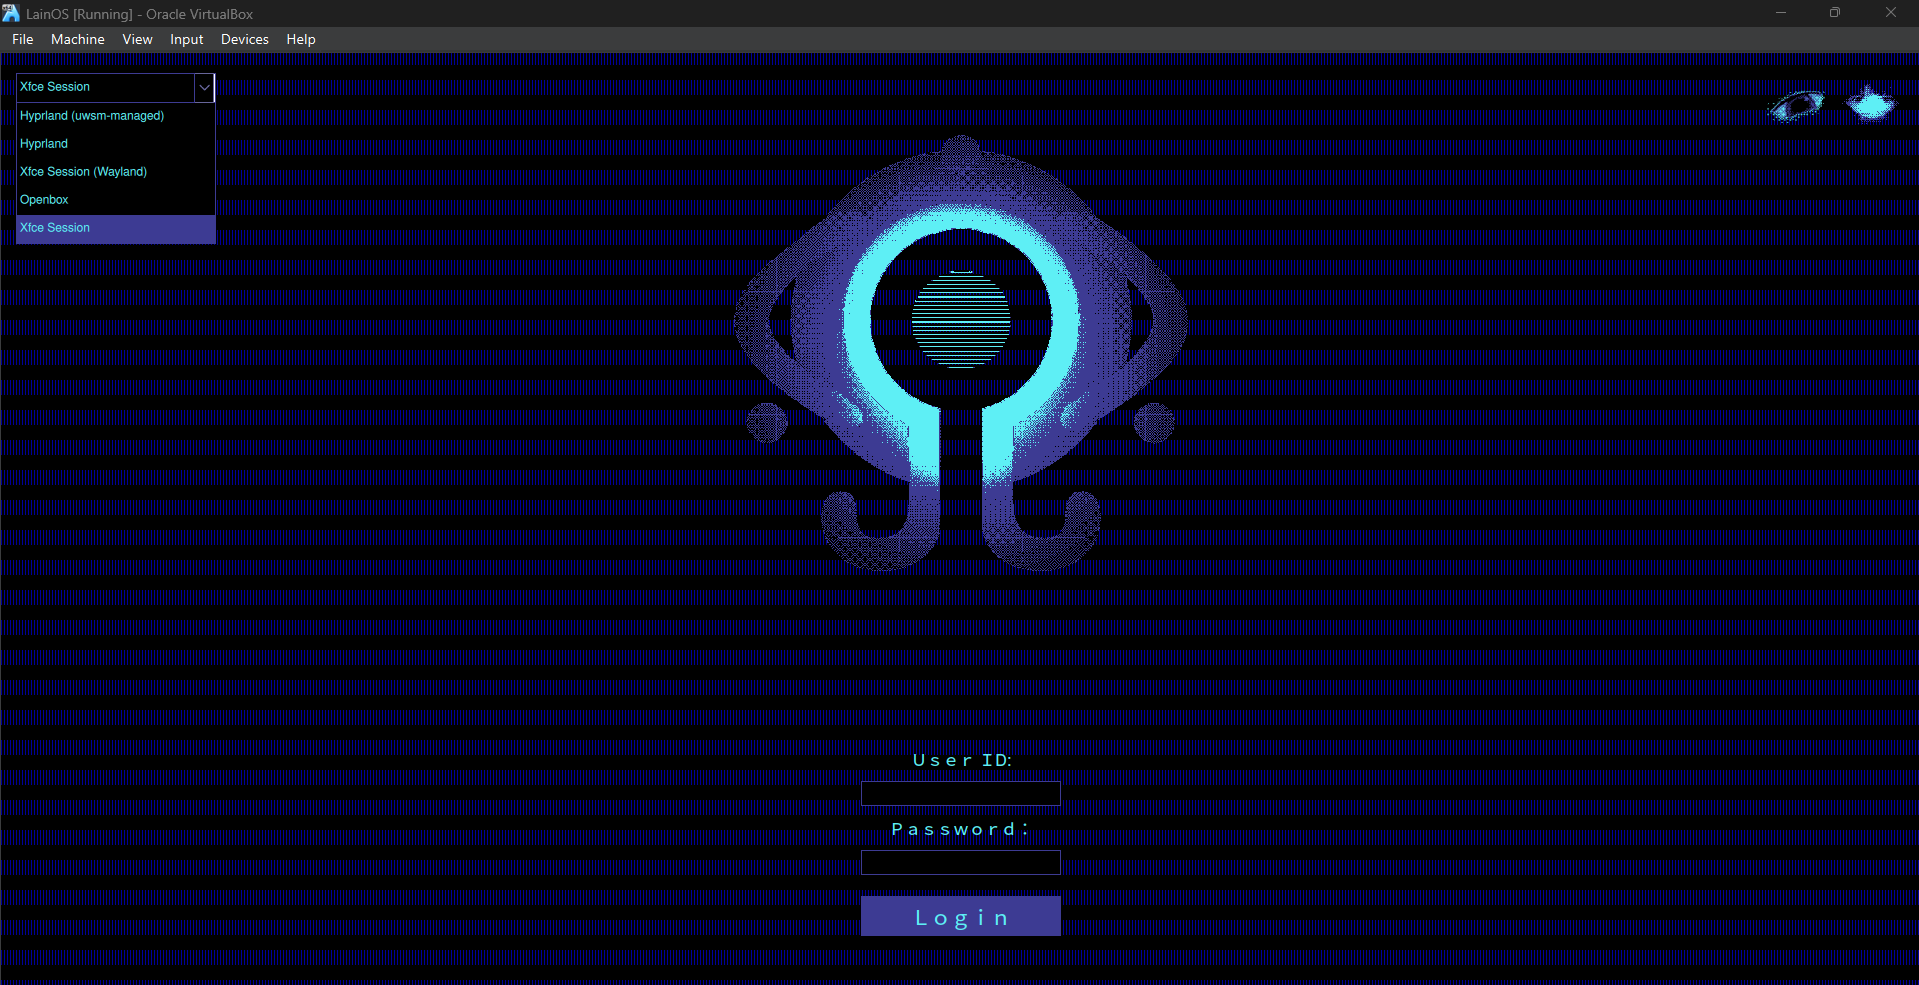 LainOS [Running] - Oracle VirtualBox
File Machine View Input Devices Help
Xfce Session
Hyprland (uwsm-managed)
Hyprland
Xfce Session (Wayland)
Openbox
Xfce Session
User ID:
Password:
Login